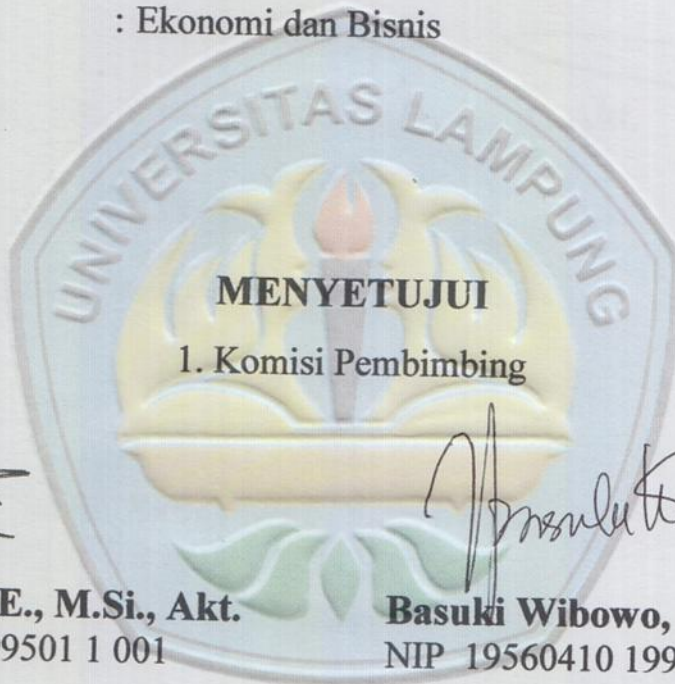 : Ekonomi dan Bisnis
UNIVERSITAS LAMPUNG
MENYETUJUI
1. Komisi Pembimbing
E., M.Si., Akt.
Basuki Wibowo,
9501 1 001
NIP 19560410 199